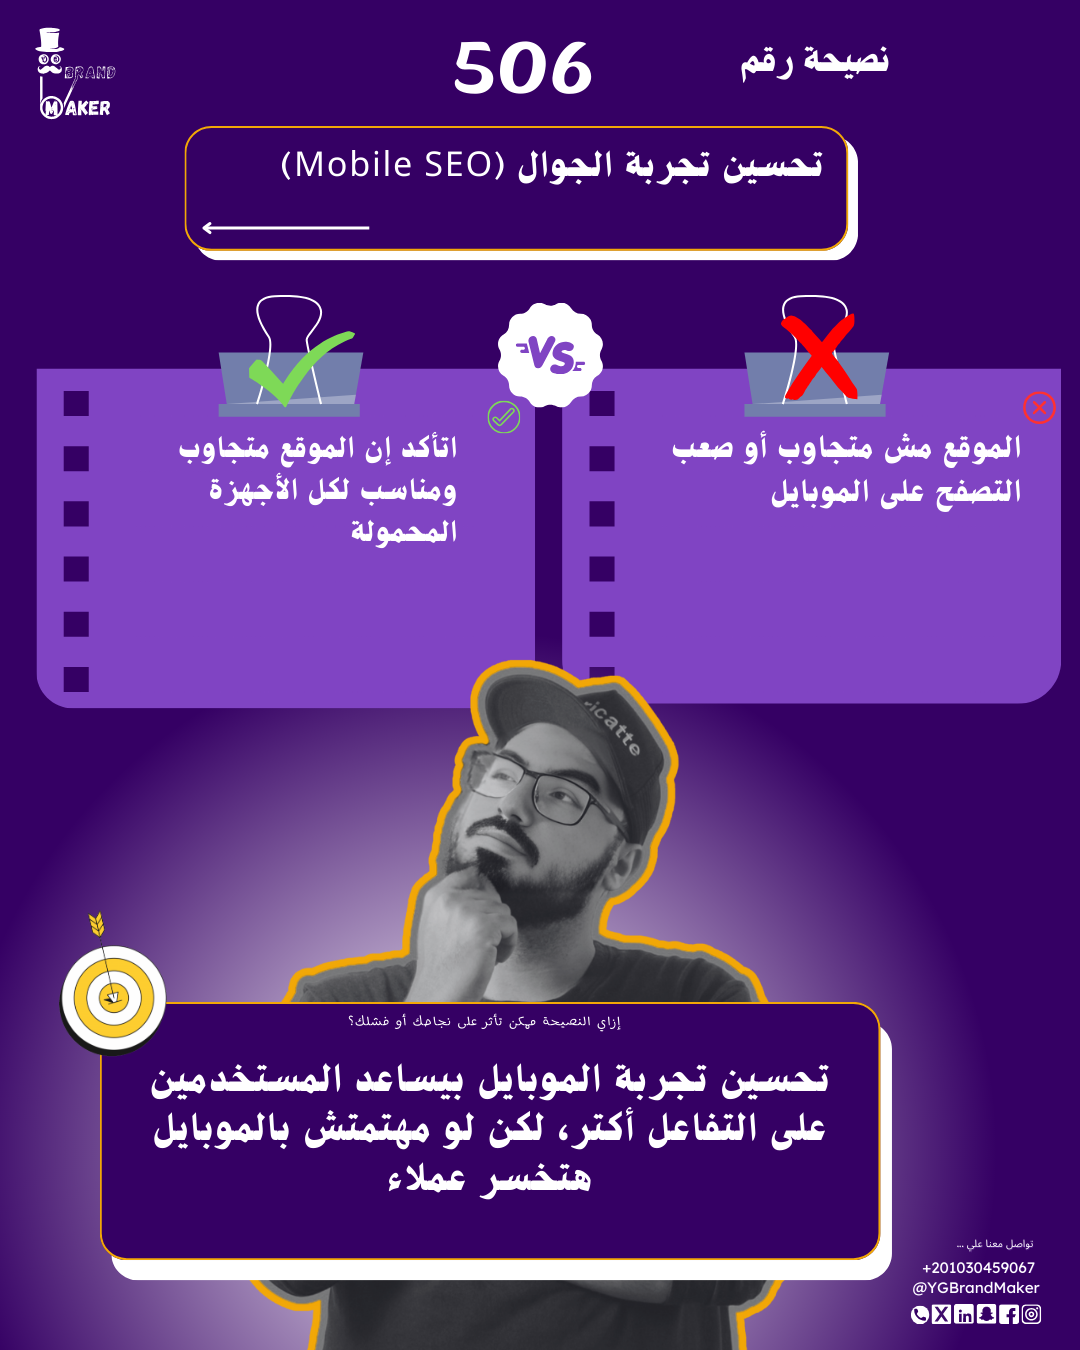 BRAND
MAKER
نصيحة رقم
506
تحسين تجربة الجوال (Mobile SEO)
VS
الموقع مش متجاوب أو صعب
التصفح على الموبايل
اتأكد إن الموقع متجاوب
ومناسب لكل الأجهزة
المحمولة
icatte
إزاي النصيحة ممكن تأثر على نجاحك أو فشلك؟
تحسين تجربة الموبايل بيساعد المستخدمين
على التفاعل أكتر، لكن لو مهتمتش بالموبايل
هتخسر عملاء
تواصل معنا علي ...
+201030459067
@YGBrandMaker